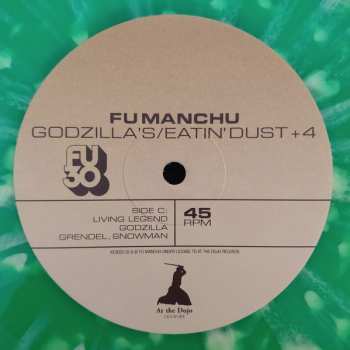 FU MANCHU
GODZILLA'S/EATIN' DUST +4
FU
30
SIDE C:
LIVING LEGEND
GODZILLA
GRENDEL, SNOWMAN
45
RPM
At the Dojo
RECORDS